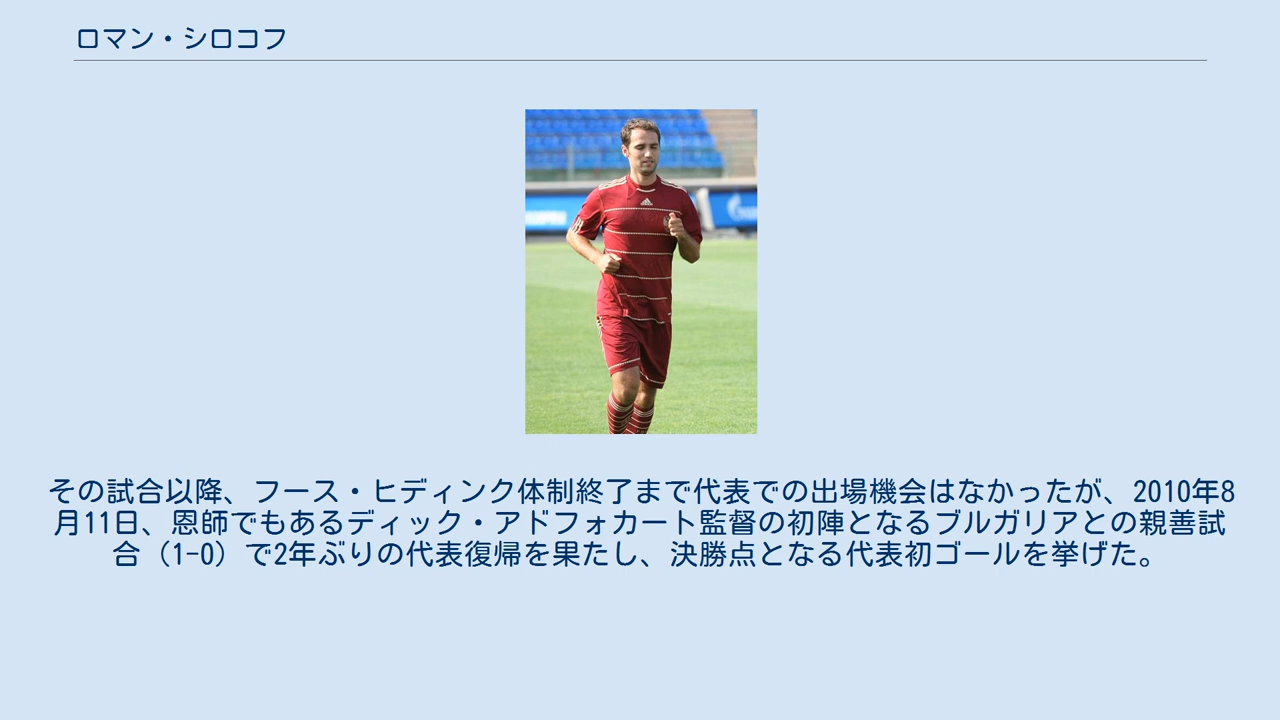 ロマン・シロコフ
その試合以降、フース・ヒディンク体制終了まで代表での出場機会はなかったが、2010年8
月11日、恩師でもあるディック・アドフォカート監督の初陣となるブルガリアとの親善試
合（1-0）で2年ぶりの代表復帰を果たし、決勝点となる代表初ゴールを挙げた。